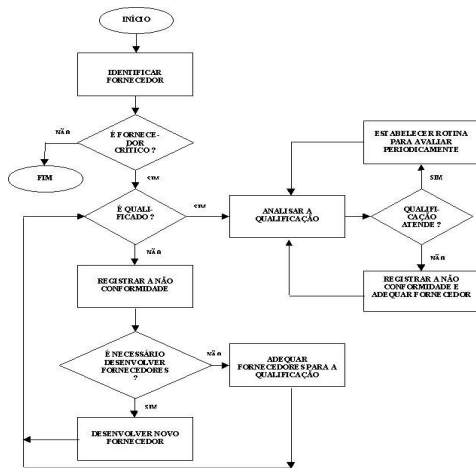 INÍCIO
IDENTIFICAR
FORNECEDOR
É FORNECE-
DOR
CRÍTICO ?
NÃO
FIM
SIM
É QUALI-
FICADO ?
SIM
NÃO
ANALISAR A
QUALIFICAÇÃO
ESTABELECER ROTINA
PARA AVALIAR
PERIODICAMENTE
SIM
QUALIFI-
CAÇÃO
ATENDE ?
NÃO
REGISTRAR A NÃO
CONFORMIDADE E
ADEQUAR FORNECEDOR
REGISTRAR A NÃO
CONFORMIDADE
É NECESSÁRIO
DESENVOLVER
FORNECEDORES
?
NÃO
ADEQUAR
FORNECEDORES PARA A
QUALIFICAÇÃO
SIM
DESENVOLVER NOVO
FORNECEDOR